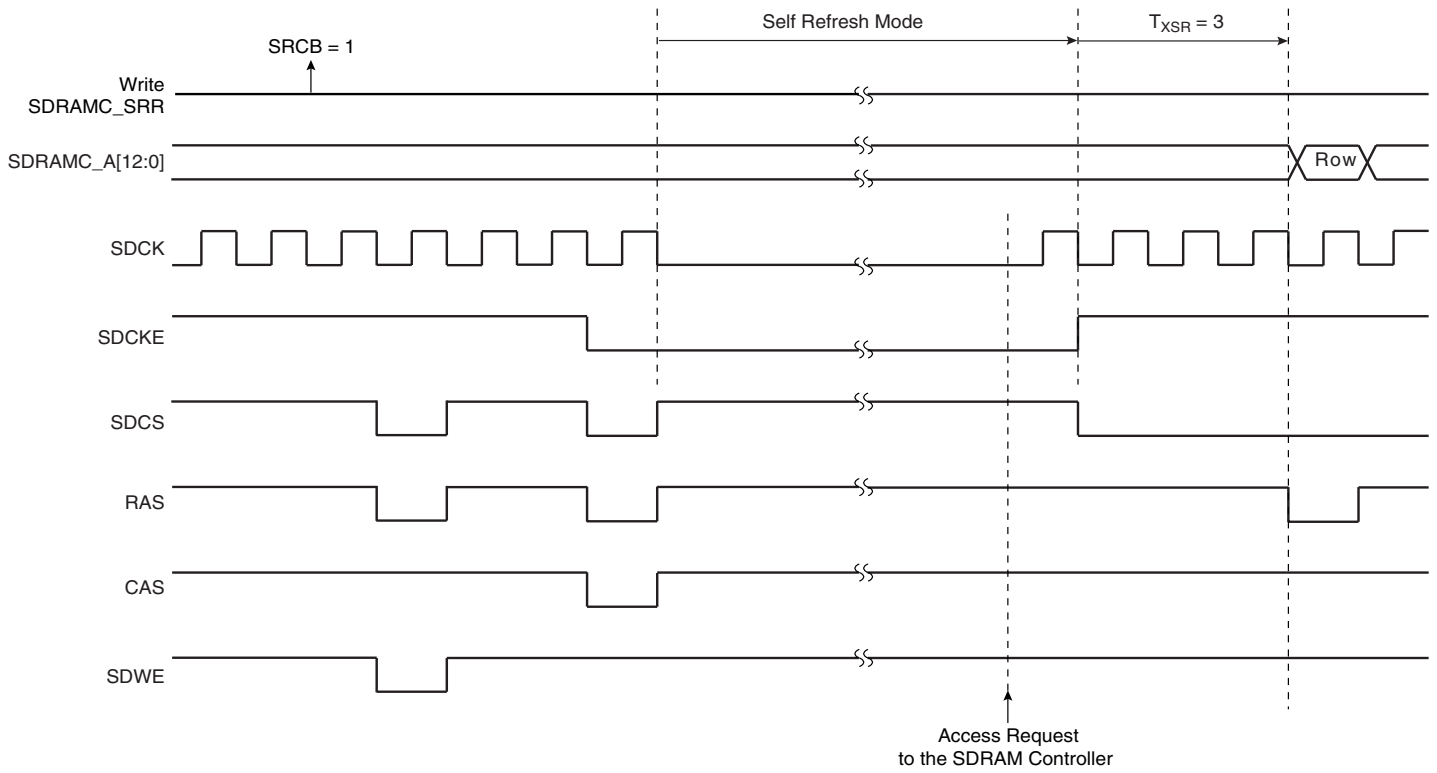 Self Refresh Mode
TXSR = 3
SRCB = 1
Write
SDRAMC_SRR
SDRAMC_A[12:0]
Row
SDCK
SDCKE
SDCS
RAS
CAS
SDWE
Access Request
to the SDRAM Controller